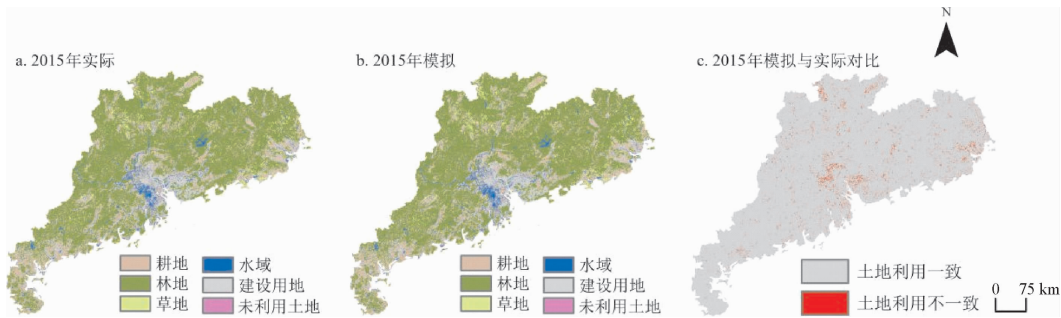 N
a. 2015年实际
b. 2015年模拟
c. 2015年模拟与实际对比
耕地
水域
林地
建设用地
草地
未利用土地
耕地
水域
林地
建设用地
草地
未利用土地
土地利用一致
土地利用不一致
0 75 km